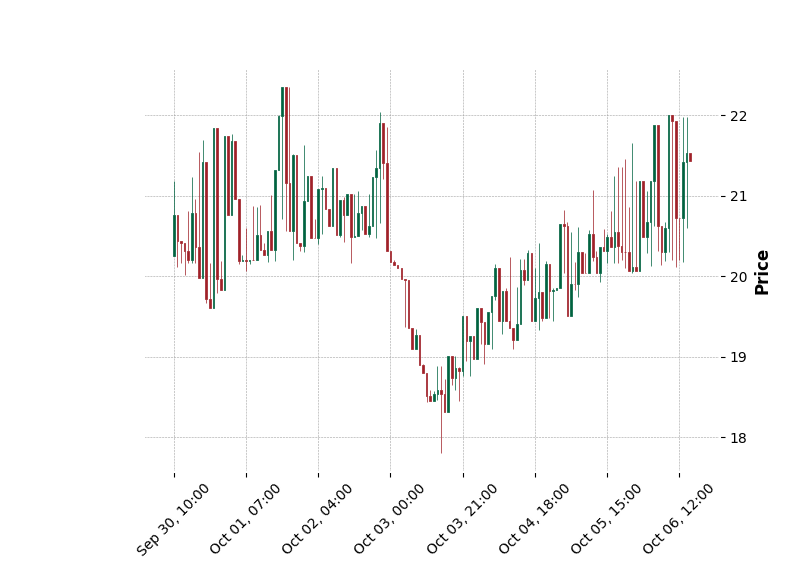 22
21
20
19
18
Price
Sep 30, 10:00
Oct 01, 07:00
Oct 02, 04:00
Oct 03, 00:00
Oct 03, 21:00
Oct 04, 18:00
Oct 05, 15:00
Oct 06, 12:00